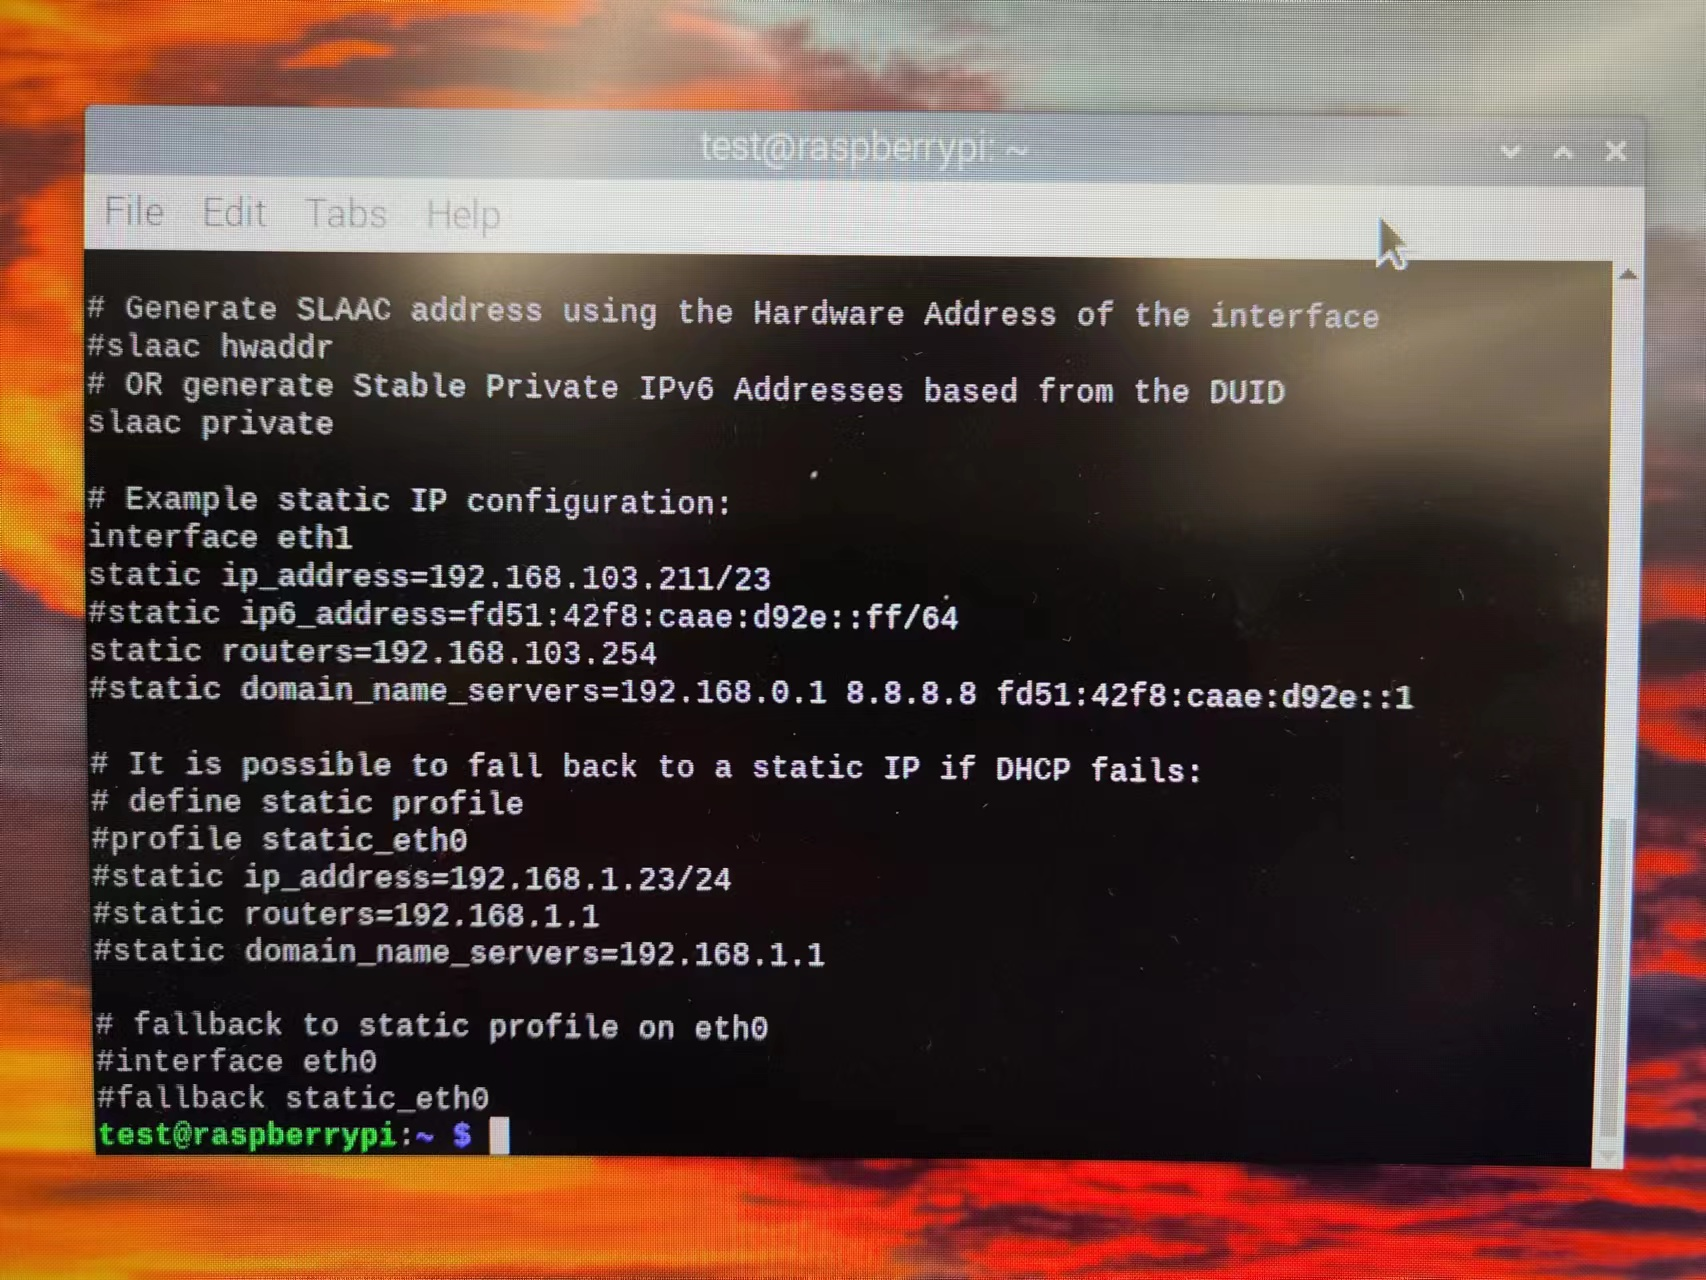 test@raspberrypi: ~
File Edit Tabs Help
# Generate SLAAC address using the Hardware Address of the interface
#slaac hwaddr
# OR generate Stable Private IPv6 Addresses based from the DUID
slaac private
# Example static IP configuration:
interface eth1
static ip_address=192.168.103.211/23
#static ip6_address=fd51:42f8:caae:d92e::ff/64
static routers=192.168.103.254
#static domain_name_servers=192.168.0.1 8.8.8.8 fd51:42f8:caae:d92e::1
# It is possible to fall back to a static IP if DHCP fails:
# define static profile
#profile static_eth0
#static ip_address=192.168.1.23/24
#static routers=192.168.1.1
#static domain_name_servers=192.168.1.1
# fallback to static profile on eth0
#interface eth0
#fallback static_eth0
test@raspberrypi:~ $